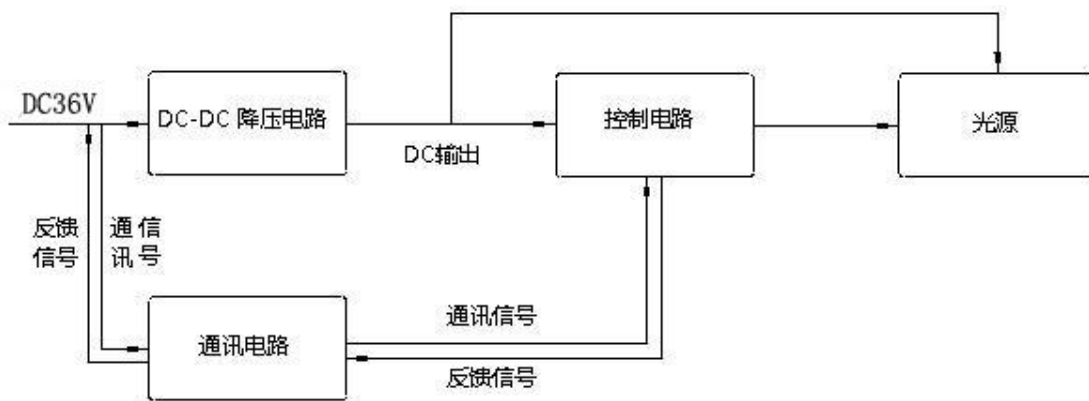 DC36V
DC-DC 降压电路
DC输出
控制电路
光源
反馈
信号
通信
讯号
通讯电路
通讯信号
反馈信号